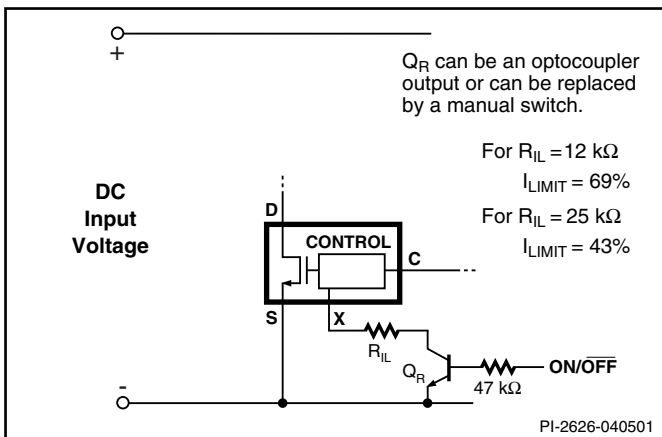 +
Q_R can be an optocoupler
output or can be replaced
by a manual switch.
For R_IL = 12 kΩ
I_LIMIT = 69%
For R_IL = 25 kΩ
I_LIMIT = 43%
DC
Input
Voltage
D
CONTROL
C
S
X
R_IL
Q_R
47 kΩ
ON/O̅F̅F̅
-
PI-2626-040501